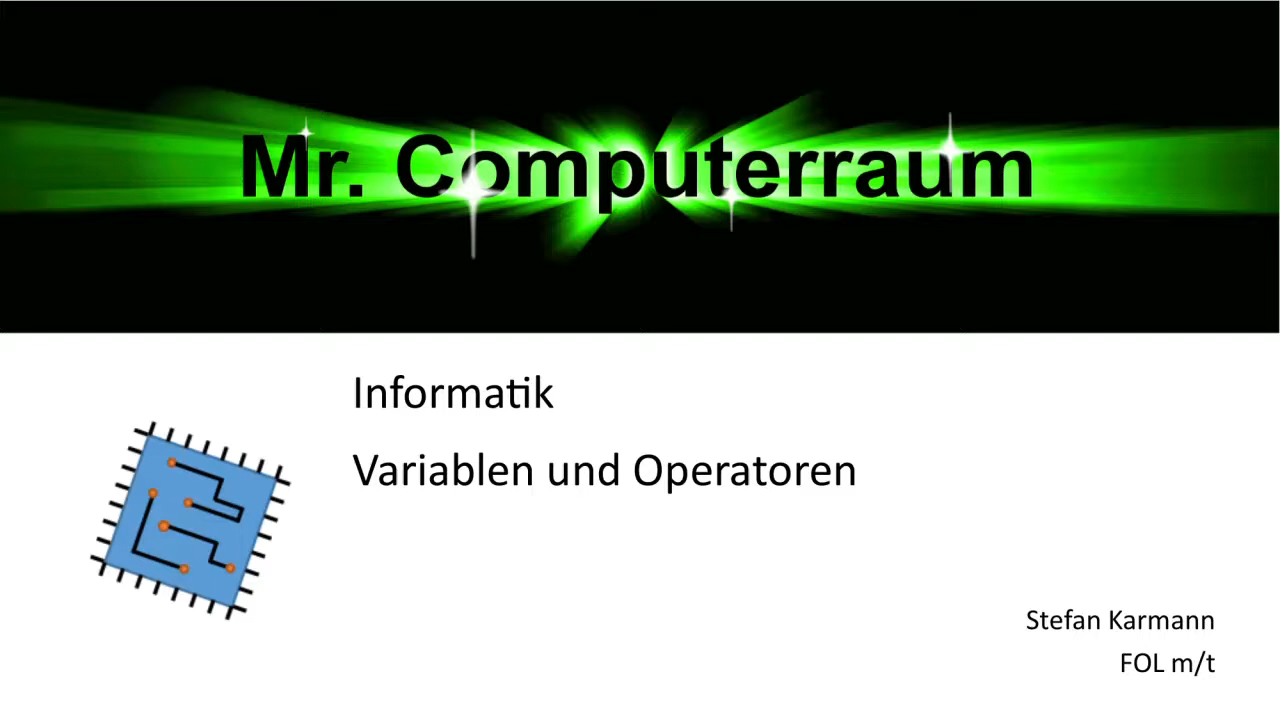 Mr. Computerraum
Informatik
Variablen und Operatoren
Stefan Karmann
FOL m/t